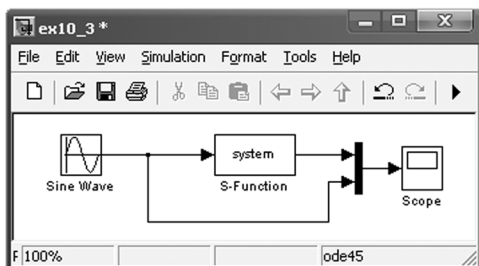 ex10_3 *
File Edit View Simulation Format Tools Help
system
Sine Wave
S-Function
Scope
F 100%
ode45